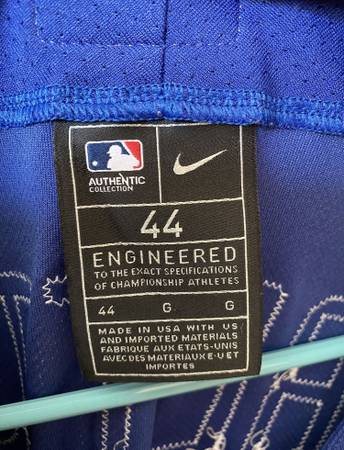 AUTHENTIC
COLLECTION
44
ENGINEERED
TO THE EXACT SPECIFICATIONS
OF CHAMPIONSHIP ATHLETES
44 G G
MADE IN USA WITH US
AND IMPORTED MATERIALS
FABRIQUE AUX ETATS-UNIS
AVEC DES MATERIAUX E-U ET
IMPORTES